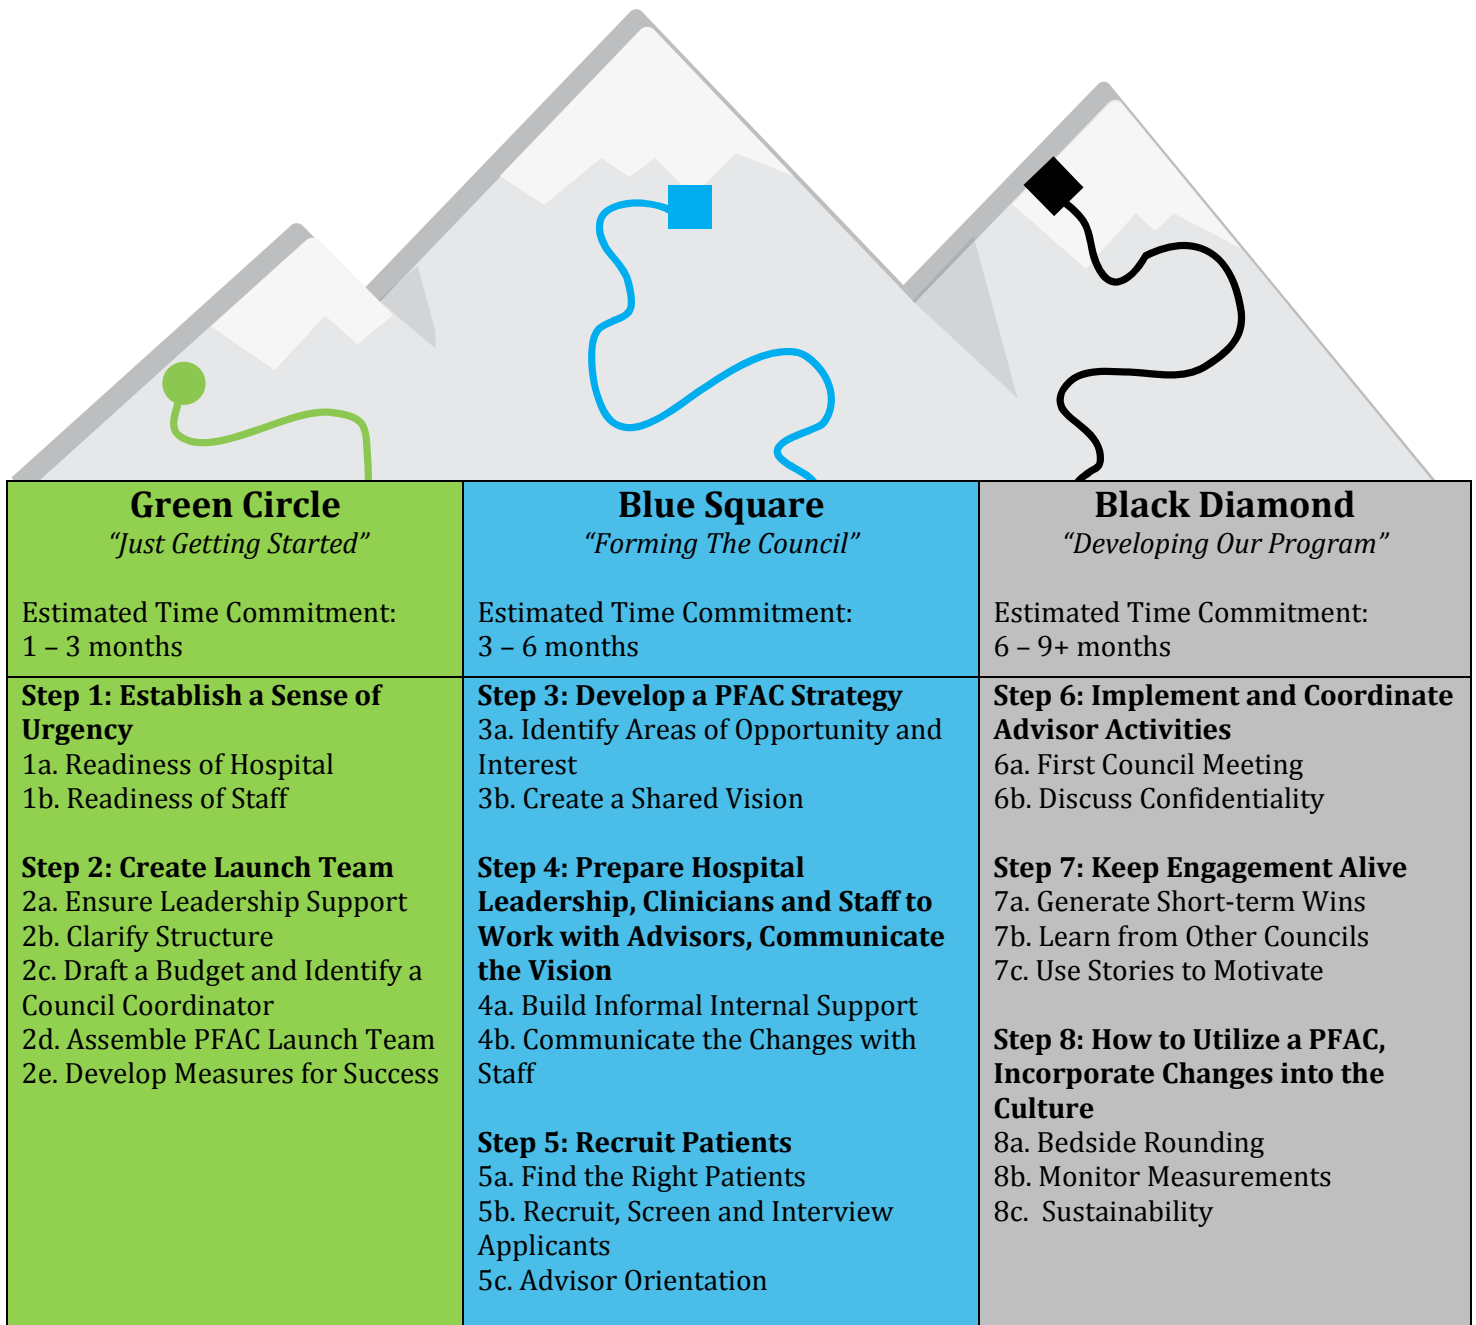 Green Circle
“Just Getting Started”
Estimated Time Commitment:
1 – 3 months
Step 1: Establish a Sense of
Urgency
1a. Readiness of Hospital
1b. Readiness of Staff
Step 2: Create Launch Team
2a. Ensure Leadership Support
2b. Clarify Structure
2c. Draft a Budget and Identify a
Council Coordinator
2d. Assemble PFAC Launch Team
2e. Develop Measures for Success
Blue Square
“Forming The Council”
Estimated Time Commitment:
3 – 6 months
Step 3: Develop a PFAC Strategy
3a. Identify Areas of Opportunity and
Interest
3b. Create a Shared Vision
Step 4: Prepare Hospital
Leadership, Clinicians and Staff to
Work with Advisors, Communicate
the Vision
4a. Build Informal Internal Support
4b. Communicate the Changes with
Staff
Step 5: Recruit Patients
5a. Find the Right Patients
5b. Recruit, Screen and Interview
Applicants
5c. Advisor Orientation
Black Diamond
“Developing Our Program”
Estimated Time Commitment:
6 – 9+ months
Step 6: Implement and Coordinate
Advisor Activities
6a. First Council Meeting
6b. Discuss Confidentiality
Step 7: Keep Engagement Alive
7a. Generate Short-term Wins
7b. Learn from Other Councils
7c. Use Stories to Motivate
Step 8: How to Utilize a PFAC,
Incorporate Changes into the
Culture
8a. Bedside Rounding
8b. Monitor Measurements
8c.  Sustainability